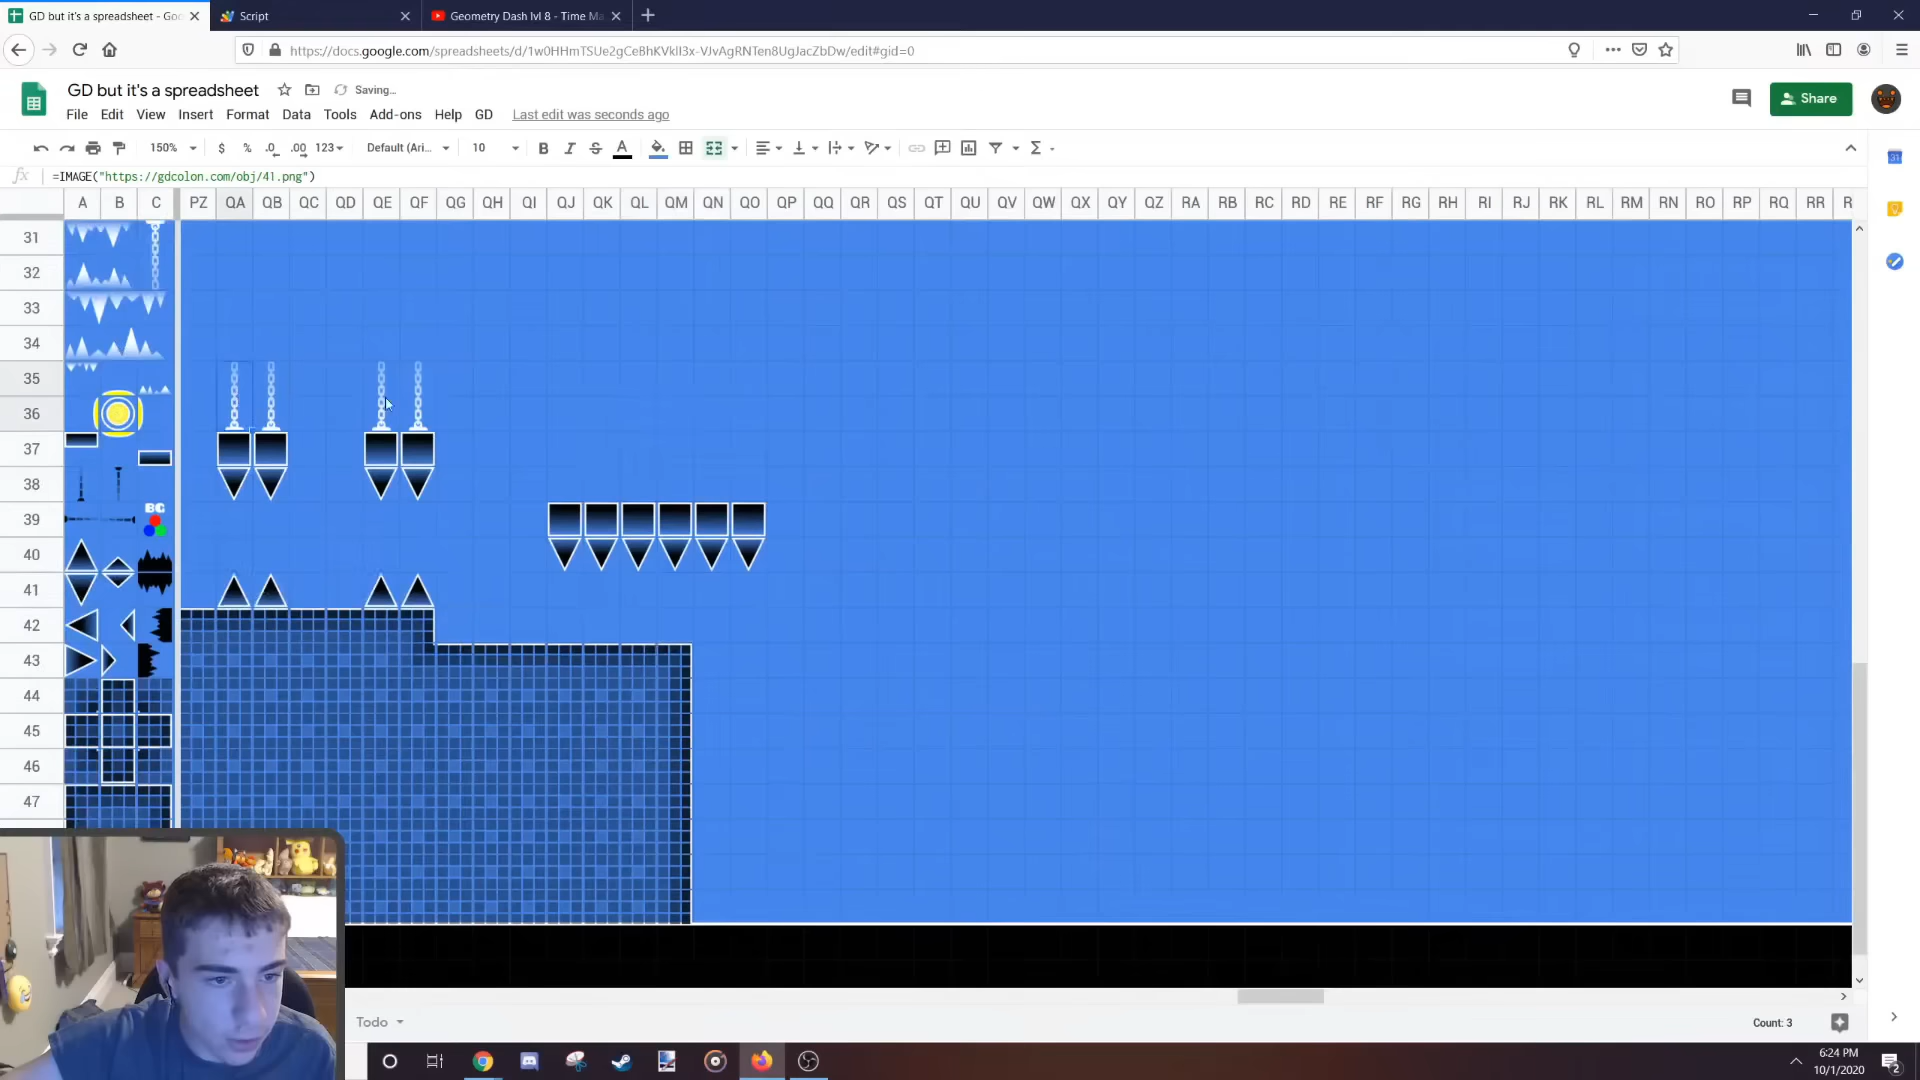 GD but it's a spreadsheet - Goo
Script
Geometry Dash lvl 8 - Time Ma
https://docs.google.com/spreadsheets/d/1w0HHmTSUe2gCeBhKVklI3x-VJvAgRNTen8UgJacZbDw/edit#gid=0
GD but it's a spreadsheet
Saving...
Share
File Edit View Insert Format Data Tools Add-ons Help GD Last edit was seconds ago
150% $ % .0 .00 123 Default (Ari... 10 B I S A Σ
fx =IMAGE("https://gdcolon.com/obj/41.png")
A B C PZ QA QB QC QD QE QF QG QH QI QJ QK QL QM QN QO QP QQ QR QS QT QU QV QW QX QY QZ RA RB RC RD RE RF RG RH RI RJ RK RL RM RN RO RP RQ RR R
31
32
33
34
35
36
37
38
BG
39
40
41
42
43
44
45
46
47
Todo
Count: 3
6:24 PM
10/1/2020
2